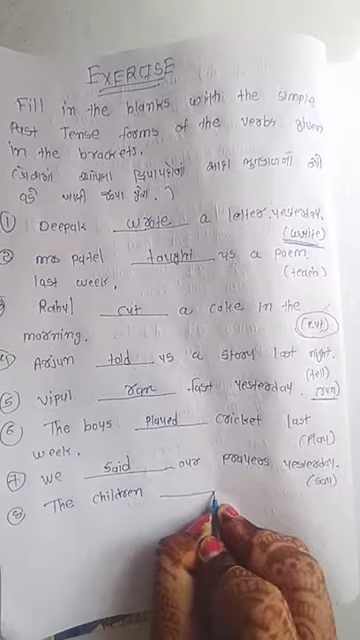 EXERCISE
Fill in the blanks with the simple
Past Tense forms of the verbs given
in the brackets.
① Deepak wrote a letter yesterday.
(write)
② mrs patel taught us a poem
last week. (teach)
Rahul cut a cake in the
morning. (cut)
Arjun told us a story last night.
(tell)
⑤ Vipul ran fast yesterday.
(run)
⑥ The boys played cricket last
week. (Play)
⑦ we said our prayers yesterday.
(say)
⑧ The children